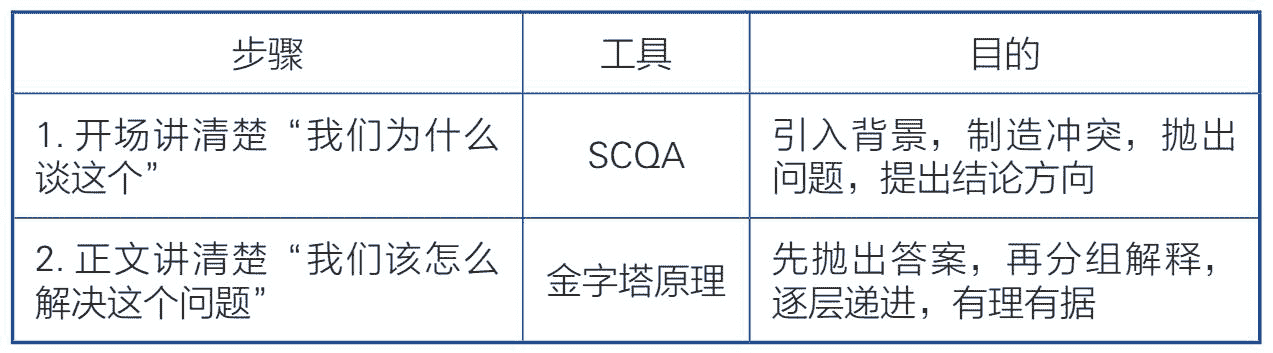 步骤
工具
目的
1. 开场讲清楚“我们为什么
谈这个”
SCQA
引入背景，制造冲突，抛出
问题，提出结论方向
2. 正文讲清楚“我们该怎么
解决这个问题”
金字塔原理
先抛出答案，再分组解释，
逐层递进，有理有据